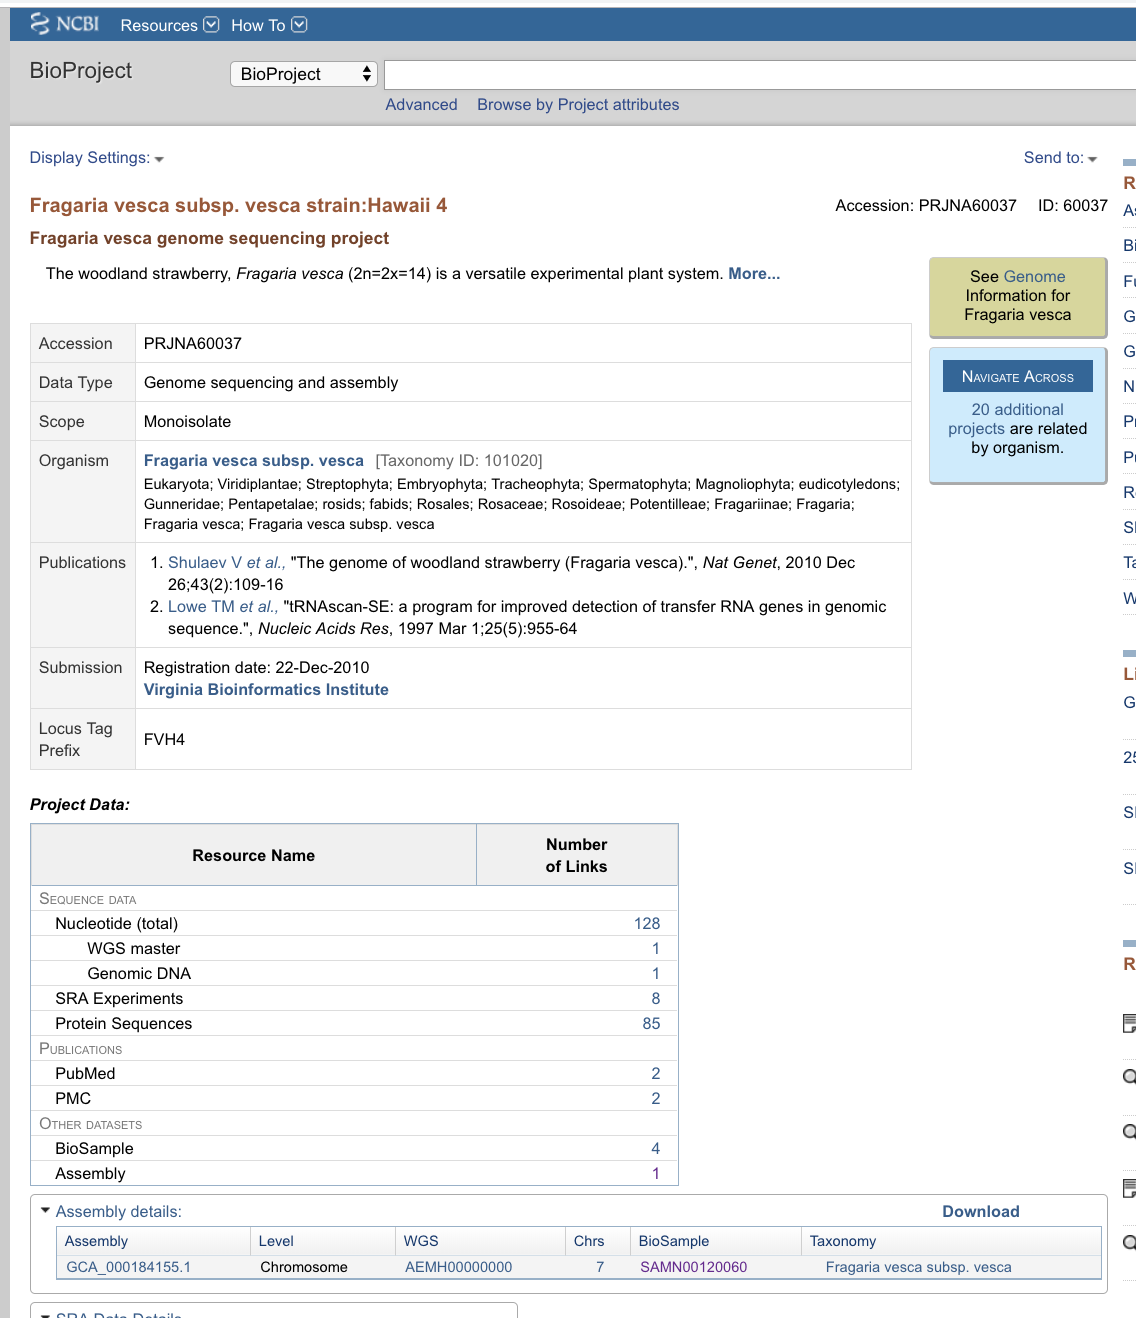 NCBI Resources How To
BioProject BioProject
Advanced Browse by Project attributes
Display Settings: Send to:
Fragaria vesca subsp. vesca strain:Hawaii 4 Accession: PRJNA60037 ID: 60037
Fragaria vesca genome sequencing project
The woodland strawberry, Fragaria vesca (2n=2x=14) is a versatile experimental plant system. More...
See Genome
Information for
Fragaria vesca
NAVIGATE ACROSS
20 additional
projects are related
by organism.
Accession PRJNA60037
Data Type Genome sequencing and assembly
Scope Monoisolate
Organism Fragaria vesca subsp. vesca [Taxonomy ID: 101020]
Eukaryota; Viridiplantae; Streptophyta; Embryophyta; Tracheophyta; Spermatophyta; Magnoliophyta; eudicotyledons;
Gunneridae; Pentapetalae; rosids; fabids; Rosales; Rosaceae; Rosoideae; Potentilleae; Fragariinae; Fragaria;
Fragaria vesca; Fragaria vesca subsp. vesca
Publications 1. Shulaev V et al., "The genome of woodland strawberry (Fragaria vesca).", Nat Genet, 2010 Dec
26;43(2):109-16
2. Lowe TM et al., "tRNAscan-SE: a program for improved detection of transfer RNA genes in genomic
sequence.", Nucleic Acids Res, 1997 Mar 1;25(5):955-64
Submission Registration date: 22-Dec-2010
Virginia Bioinformatics Institute
Locus Tag
Prefix
FVH4
Project Data:
Resource Name Number
of Links
SEQUENCE DATA
Nucleotide (total) 128
WGS master 1
Genomic DNA 1
SRA Experiments 8
Protein Sequences 85
PUBLICATIONS
PubMed 2
PMC 2
OTHER DATASETS
BioSample 4
Assembly 1
Assembly details: Download
Assembly Level WGS Chrs BioSample Taxonomy
GCA_000184155.1 Chromosome AEMH00000000 7 SAMN00120060 Fragaria vesca subsp. vesca
SRA Data Details